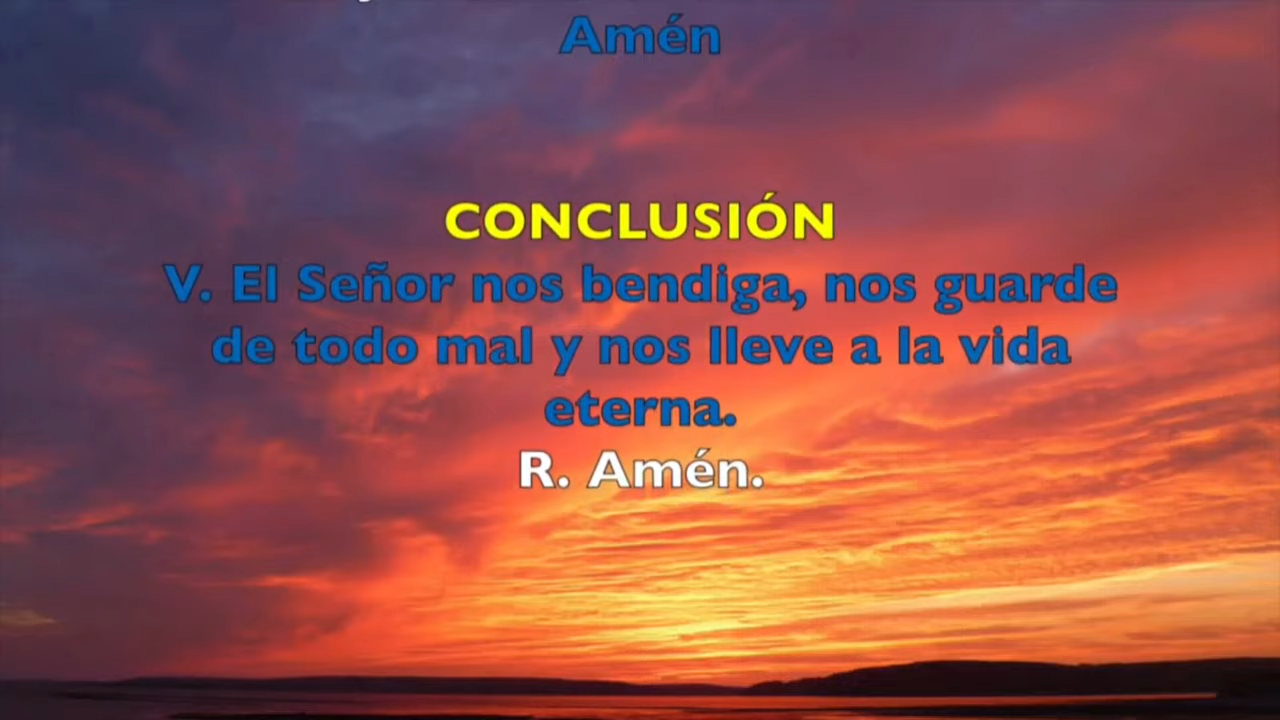 Amén
CONCLUSIÓN
V. El Señor nos bendiga, nos guarde
de todo mal y nos lleve a la vida
eterna.
R. Amén.